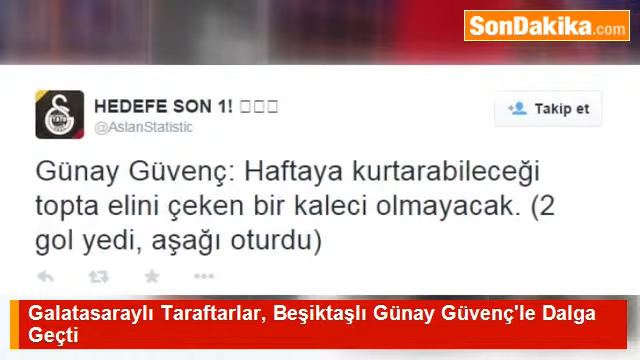 SonDakika.com
HEDEFE SON 1!
@AslanStatistic
Takip et
Günay Güvenç: Haftaya kurtarabileceği
topta elini çeken bir kaleci olmayacak. (2
gol yedi, aşağı oturdu)
Galatasaraylı Taraftarlar, Beşiktaşlı Günay Güvenç'le Dalga
Geçti